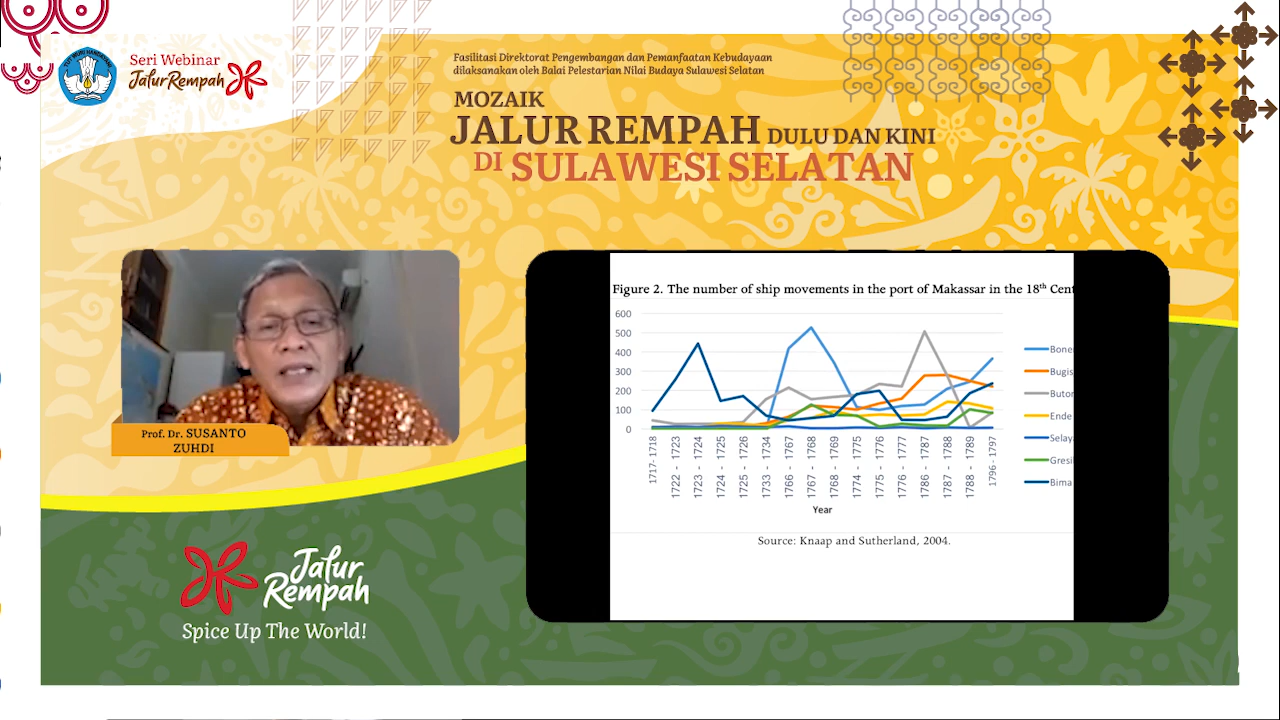 Seri Webinar
Jalur Rempah
Fasilitasi Direktorat Pengembangan dan Pemanfaatan Kebudayaan
dilaksanakan oleh Balai Pelestarian Nilai Budaya Sulawesi Selatan
MOZAIK
JALUR REMPAH DULU DAN KINI
DI SULAWESI SELATAN
Prof. Dr. SUSANTO
ZUHDI
Jalur
Rempah
Spice Up The World!
Figure 2. The number of ship movements in the port of Makassar in the 18th Cent
600
500
400
300
200
100
0
1717- 1718
1722 - 1723
1723 - 1724
1724 - 1725
1725 - 1726
1733 - 1734
1766 - 1767
1767 - 1768
1768 - 1769
1774 - 1775
1775 - 1776
1776 - 1777
1786 - 1787
1787 - 1788
1788 - 1789
1796 - 1797
Year
Bone
Bugis
Buton
Ende
Selay
Gresi
Bima
Source: Knaap and Sutherland, 2004.